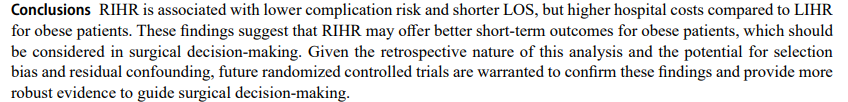 Conclusions RIHR is associated with lower complication risk and shorter LOS, but higher hospital costs compared to LIHR
for obese patients. These findings suggest that RIHR may offer better short-term outcomes for obese patients, which should
be considered in surgical decision-making. Given the retrospective nature of this analysis and the potential for selection
bias and residual confounding, future randomized controlled trials are warranted to confirm these findings and provide more
robust evidence to guide surgical decision-making.